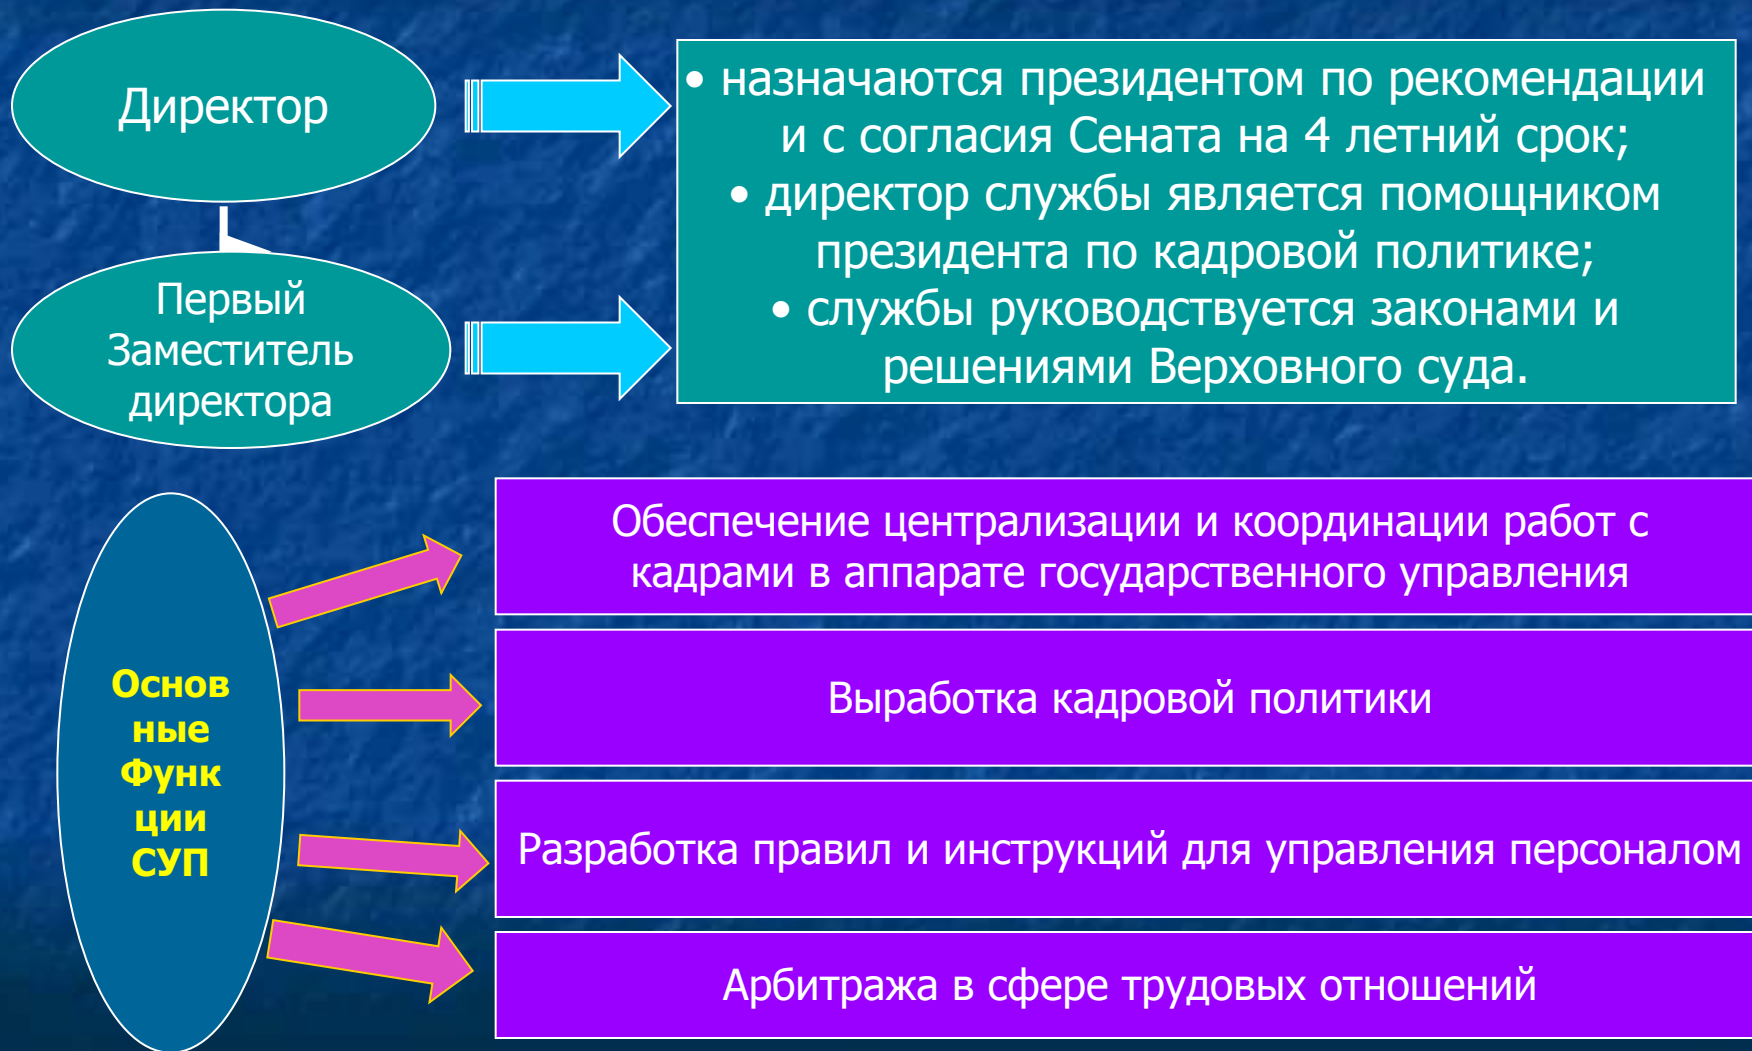 Директор
• назначаются президентом по рекомендации
и с согласия Сената на 4 летний срок;
• директор службы является помощником
президента по кадровой политике;
• службы руководствуется законами и
решениями Верховного суда.
Первый
Заместитель
директора
Основ
ные
Функ
ции
СУП
Обеспечение централизации и координации работ с
кадрами в аппарате государственного управления
Выработка кадровой политики
Разработка правил и инструкций для управления персоналом
Арбитража в сфере трудовых отношений